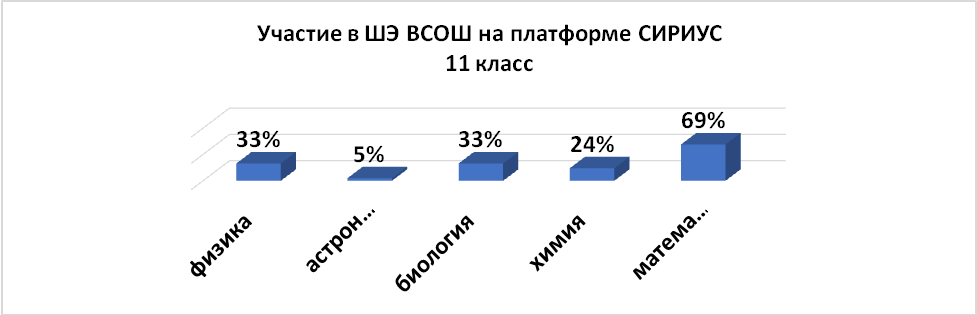 Участие в ШЭ ВСОШ на платформе СИРИУС
11 класс
33%
5%
33%
24%
69%
физика
астрон...
биология
химия
матема...